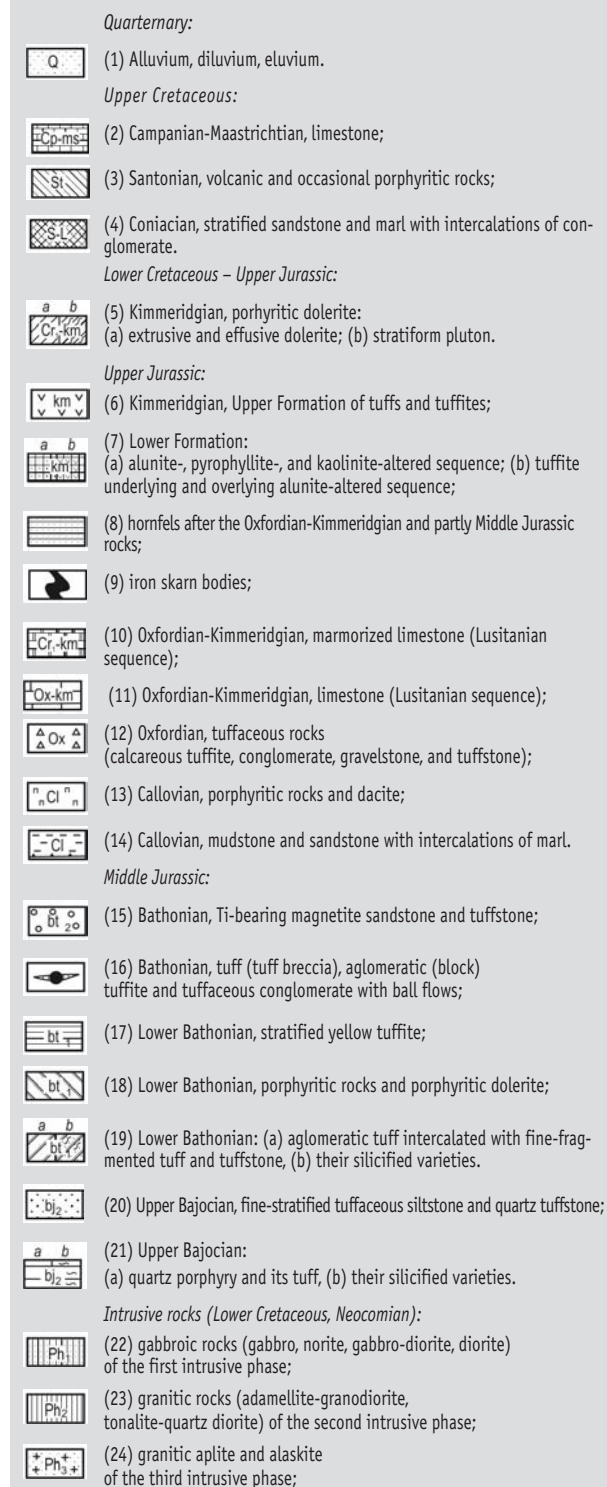 Quarternary:
Q
(1) Alluvium, diluvium, eluvium.
Upper Cretaceous:
Cp-ms
(2) Campanian-Maastrichtian, limestone;
St
(3) Santonian, volcanic and occasional porphyritic rocks;
S-L
(4) Coniacian, stratified sandstone and marl with intercalations of con-
glomerate.
Lower Cretaceous – Upper Jurassic:
a b
Cr₁-km
(5) Kimmeridgian, porhyritic dolerite:
(a) extrusive and effusive dolerite; (b) stratiform pluton.
Upper Jurassic:
km
(6) Kimmeridgian, Upper Formation of tuffs and tuffites;
a b
km
(7) Lower Formation:
(a) alunite-, pyrophyllite-, and kaolinite-altered sequence; (b) tuffite
underlying and overlying alunite-altered sequence;
(8) hornfels after the Oxfordian-Kimmeridgian and partly Middle Jurassic
rocks;
(9) iron skarn bodies;
Cr₁-km
(10) Oxfordian-Kimmeridgian, marmorized limestone (Lusitanian
sequence);
Ox-km
(11) Oxfordian-Kimmeridgian, limestone (Lusitanian sequence);
Ox
(12) Oxfordian, tuffaceous rocks
(calcareous tuffite, conglomerate, gravelstone, and tuffstone);
n n Cl n n
(13) Callovian, porphyritic rocks and dacite;
Cl
(14) Callovian, mudstone and sandstone with intercalations of marl.
Middle Jurassic:
bt 2
(15) Bathonian, Ti-bearing magnetite sandstone and tuffstone;
(16) Bathonian, tuff (tuff breccia), aglomeratic (block)
tuffite and tuffaceous conglomerate with ball flows;
bt 1
(17) Lower Bathonian, stratified yellow tuffite;
bt 1
(18) Lower Bathonian, porphyritic rocks and porphyritic dolerite;
a b
bt 1
(19) Lower Bathonian: (a) aglomeratic tuff intercalated with fine-frag-
mented tuff and tuffstone, (b) their silicified varieties.
bj₂
(20) Upper Bajocian, fine-stratified tuffaceous siltstone and quartz tuffstone;
a b
bj₂
(21) Upper Bajocian:
(a) quartz porphyry and its tuff, (b) their silicified varieties.
Intrusive rocks (Lower Cretaceous, Neocomian):
Ph₁
(22) gabbroic rocks (gabbro, norite, gabbro-diorite, diorite)
of the first intrusive phase;
Ph₂
(23) granitic rocks (adamellite-granodiorite,
tonalite-quartz diorite) of the second intrusive phase;
Ph₃
(24) granitic aplite and alaskite
of the third intrusive phase;